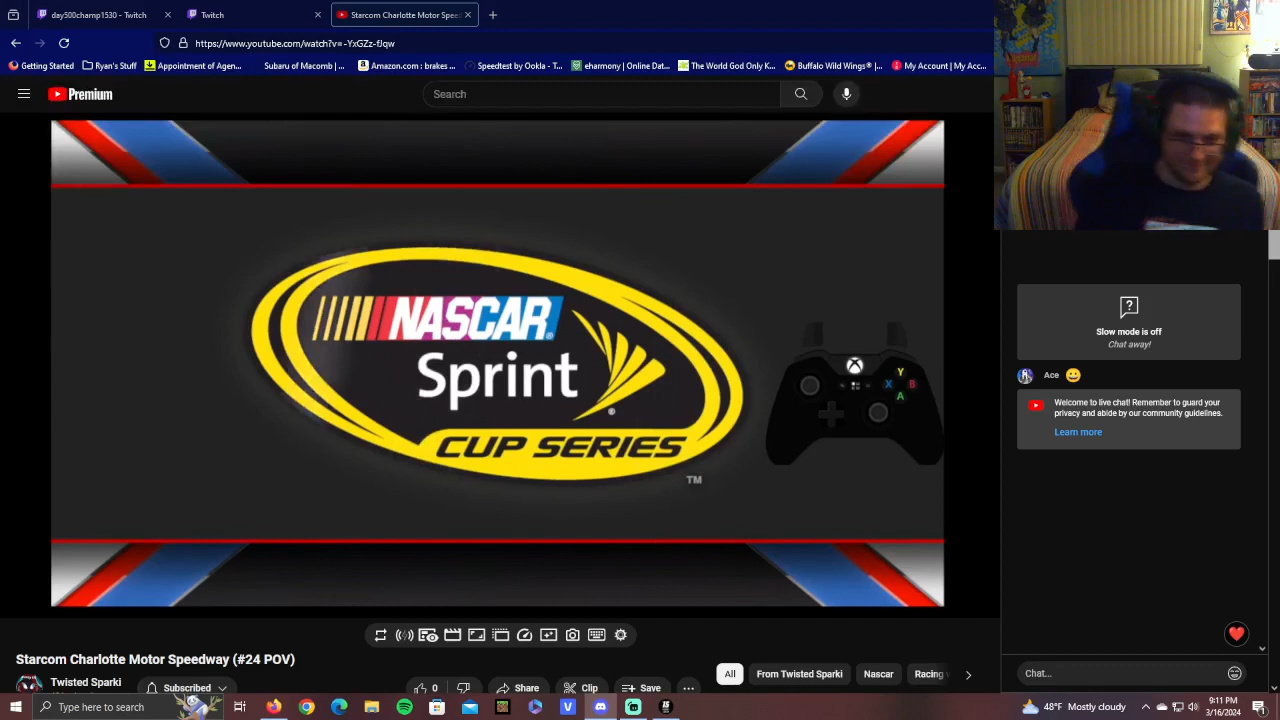 day500champ1530 - Twitch
Twitch
Starcom Charlotte Motor Speed
https://www.youtube.com/watch?v=-YxGZz-fJqw
Getting Started
Ryan's Stuff
Appointment of Agen...
Subaru of Macomb |...
Amazon.com : brakes ...
Speedtest by Ookla - T...
eharmony | Online Dat...
The World God Only K...
Buffalo Wild Wings® |...
My Account | My Acc...
Premium
Search
NASCAR
Sprint
CUP SERIES
TM
Y
X
B
A
Slow mode is off
Chat away!
Ace
Welcome to live chat! Remember to guard your
privacy and abide by our community guidelines.
Learn more
Starcom Charlotte Motor Speedway (#24 POV)
Twisted Sparki
Subscribed
0
Share
Clip
Save
All
From Twisted Sparki
Nascar
Racing
Chat...
Type here to search
48°F Mostly cloudy
9:11 PM
3/16/2024